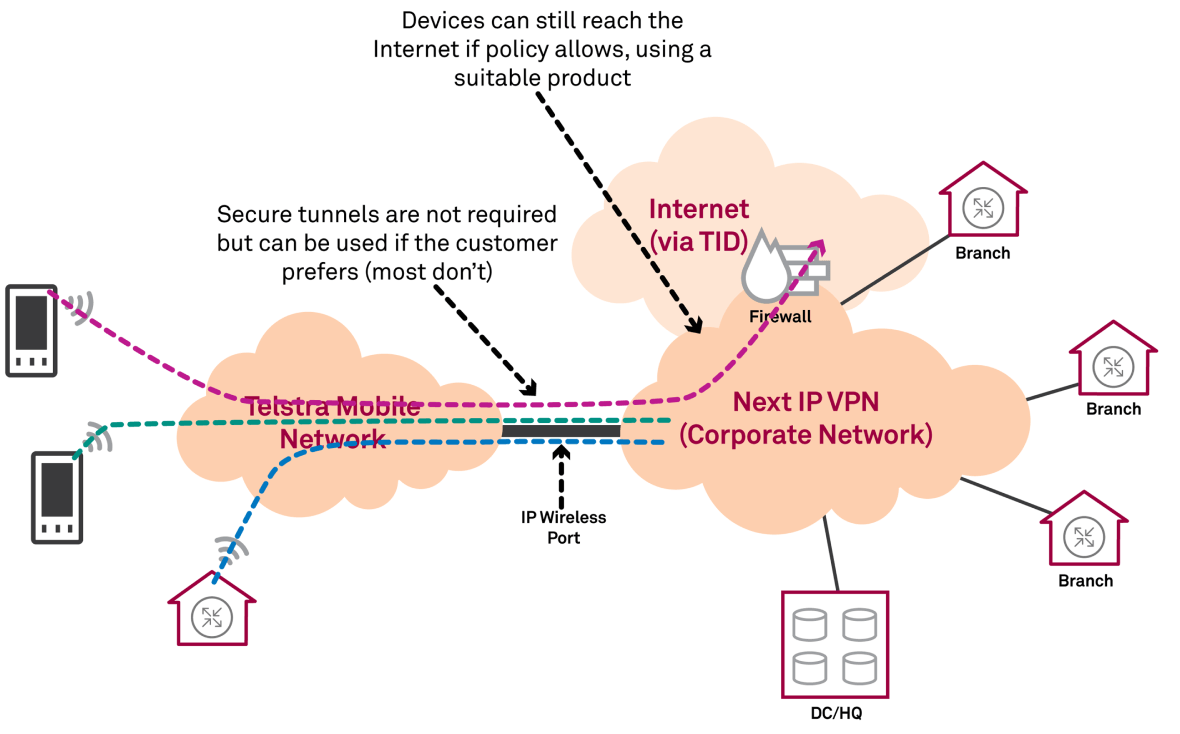 Devices can still reach the
Internet if policy allows, using a
suitable product
Secure tunnels are not required
but can be used if the customer
prefers (most don’t)
Internet
(via TID)
Firewall
Branch
Telstra Mobile
Network
Next IP VPN
(Corporate Network)
Branch
IP Wireless
Port
Branch
DC/HQ